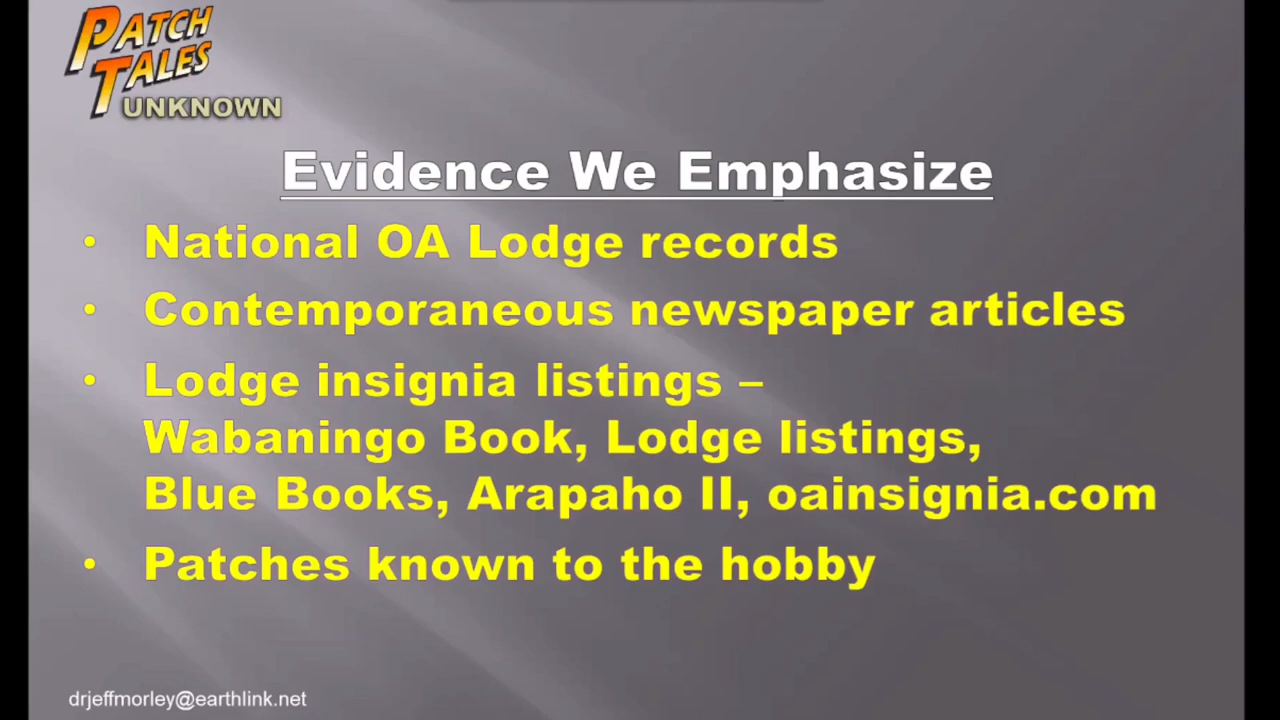 PATCH
TALES
UNKNOWN
Evidence We Emphasize
• National OA Lodge records
• Contemporaneous newspaper articles
• Lodge insignia listings –
Wabaningo Book, Lodge listings,
Blue Books, Arapaho II, oainsignia.com
• Patches known to the hobby
drjeffmorley@earthlink.net